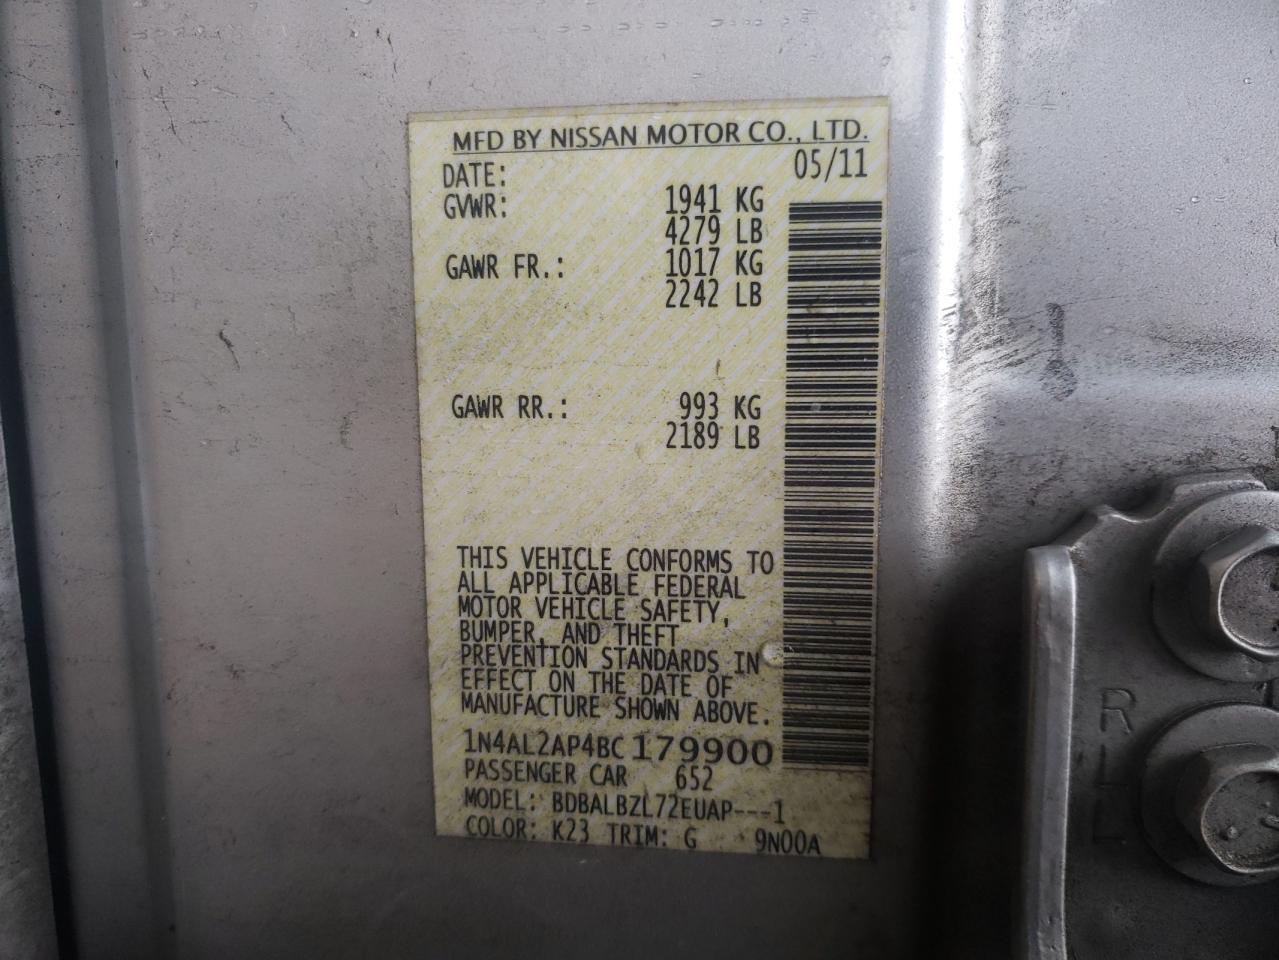 MFD BY NISSAN MOTOR CO., LTD.
DATE: 05/11
GVWR: 1941 KG
4279 LB
GAWR FR.: 1017 KG
2242 LB
GAWR RR.: 993 KG
2189 LB
THIS VEHICLE CONFORMS TO
ALL APPLICABLE FEDERAL
MOTOR VEHICLE SAFETY,
BUMPER, AND THEFT
PREVENTION STANDARDS IN
EFFECT ON THE DATE OF
MANUFACTURE SHOWN ABOVE.
1N4AL2AP4BC179900
PASSENGER CAR 652
MODEL: BDBALBZL72EUAP---1
COLOR: K23 TRIM: G 9N00A